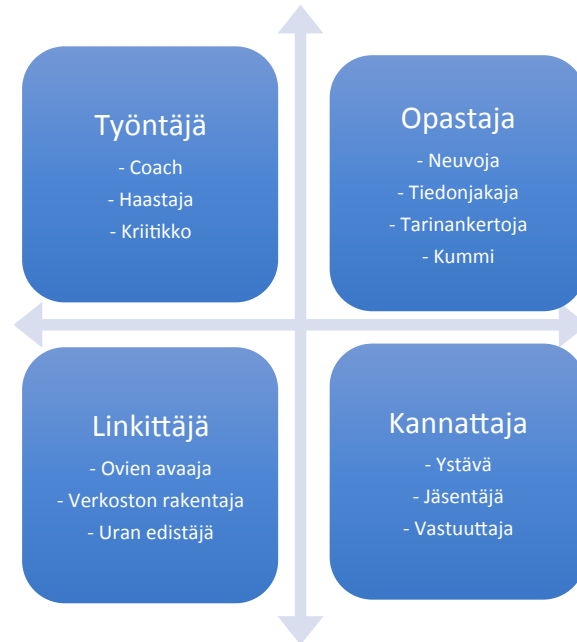 Työntäjä
- Coach
- Haastaja
- Kriitikko
Opastaja
- Neuvoja
- Tiedonjakaja
- Tarinankertoja
- Kummi
Linkittäjä
- Ovien avaaja
- Verkoston rakentaja
- Uran edistäjä
Kannattaja
- Ystävä
- Jäsentäjä
- Vastuuttaja